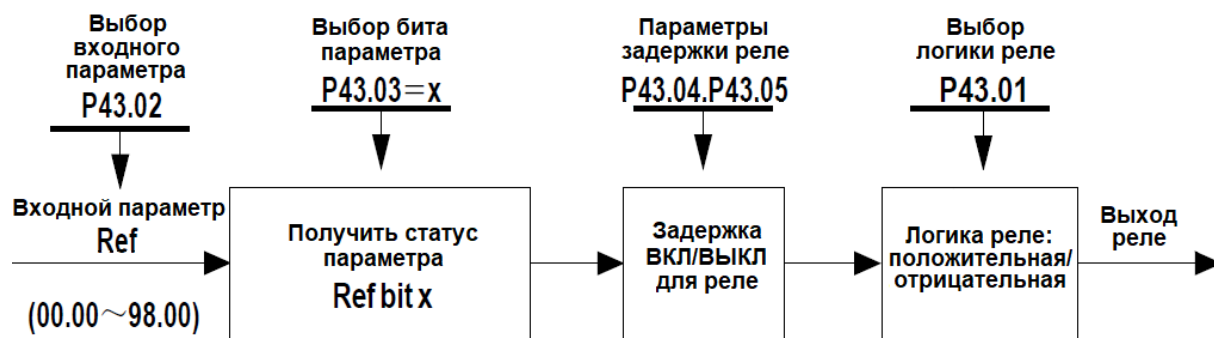 Выбор
входного
параметра
P43.02
Выбор бита
параметра
P43.03=x
Параметры
задержки реле
P43.04.P43.05
Выбор
логики реле
P43.01
Входной параметр
Ref
(00.00～98.00)
Получить статус
параметра
Ref bit x
Задержка
ВКЛ/ВЫКЛ
для реле
Логика реле:
положительная/
отрицательная
Выход
реле